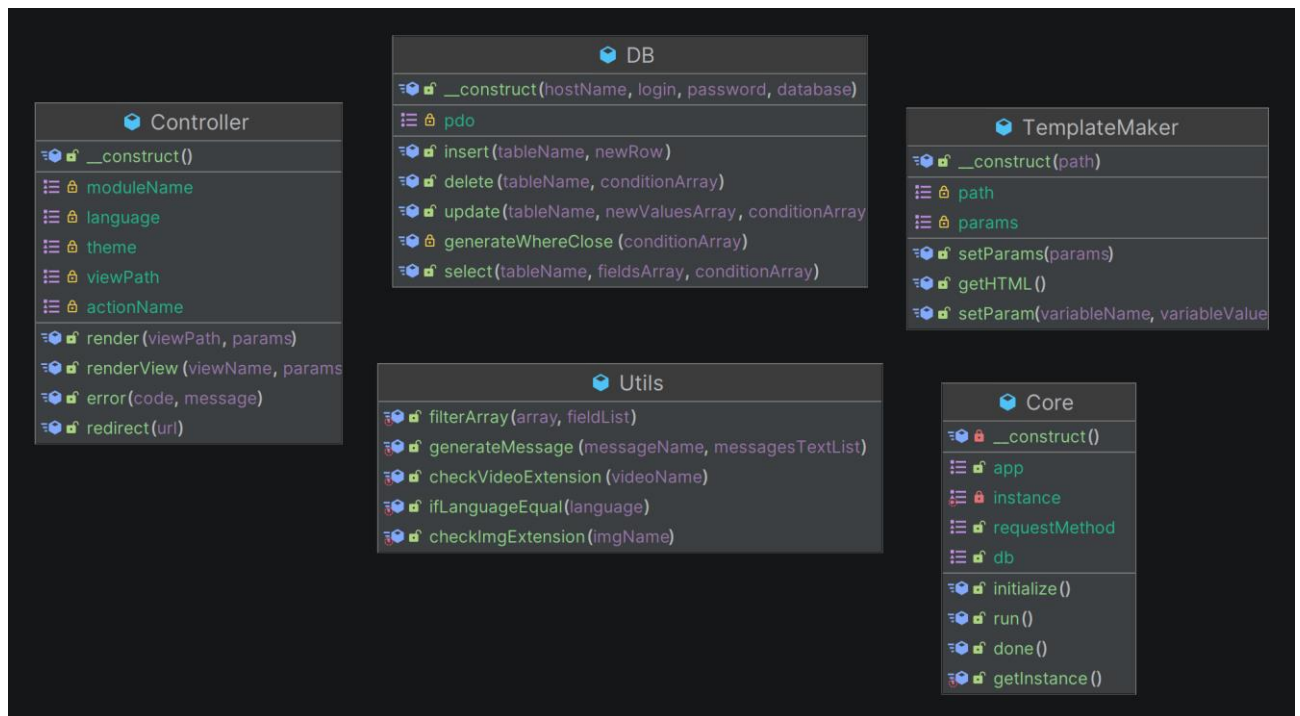 Controller
__construct()
moduleName
language
theme
viewPath
actionName
render(viewPath, params)
renderView (viewName, params
error(code, message)
redirect(url)
DB
__construct(hostName, login, password, database)
pdo
insert(tableName, newRow)
delete(tableName, conditionArray)
update(tableName, newValuesArray, conditionArray
generateWhereClose (conditionArray)
select(tableName, fieldsArray, conditionArray)
Utils
filterArray(array, fieldList)
generateMessage (messageName, messagesTextList)
checkVideoExtension (videoName)
ifLanguageEqual(language)
checkImgExtension(imgName)
TemplateMaker
__construct(path)
path
params
setParams(params)
getHTML()
setParam(variableName, variableValue
Core
__construct()
app
instance
requestMethod
db
initialize()
run()
done()
getInstance()